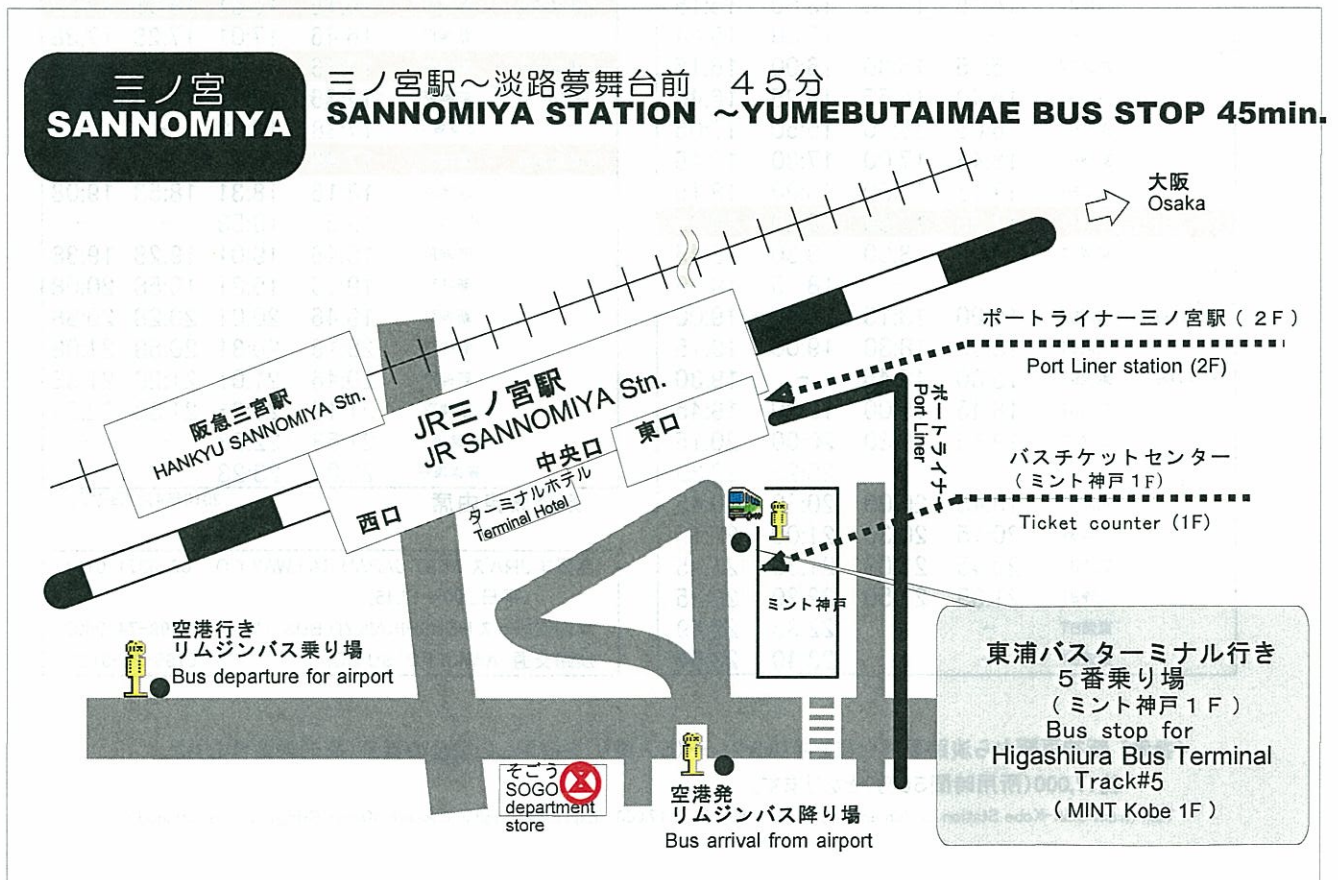 三ノ宮
SANNOMIYA
三ノ宮駅～淡路夢舞台前　４５分
SANNOMIYA STATION ~YUMEBUTAIMAE BUS STOP 45min.
大阪
Osaka
阪急三宮駅
HANKYU SANNOMIYA Stn.
JR三ノ宮駅
JR SANNOMIYA Stn.
中央口
東口
西口
ターミナルホテル
Terminal Hotel
ポートライナー三ノ宮駅（２F）
Port Liner station (2F)
ポートライナー
Port Liner
バスチケットセンター
（ミント神戸１F）
Ticket counter (1F)
ミント神戸
空港行き
リムジンバス乗り場
Bus departure for airport
東浦バスターミナル行き
５番乗り場
（ミント神戸１F）
Bus stop for
Higashiura Bus Terminal
Track#5
（MINT Kobe 1F）
そごう
SOGO
department
store
空港発
リムジンバス降り場
Bus arrival from airport